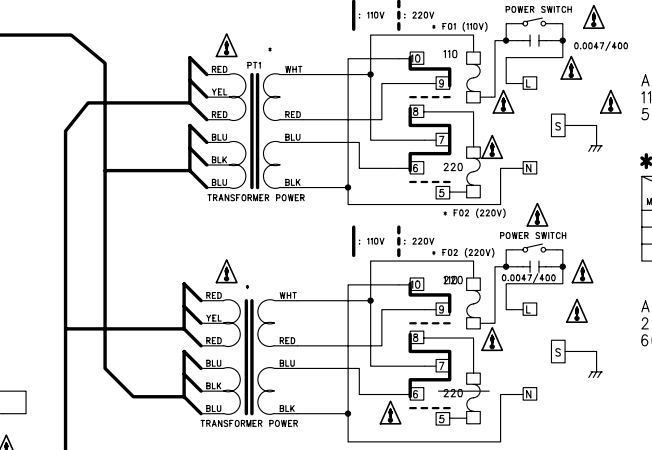 : 110V : 220V
POWER SWITCH
* F01 (110V)
0.0047/400
*
PT1
RED WHT
YEL
RED RED
BLU BLU
BLK
BLU BLK
TRANSFORMER POWER
10 110
9 L
8
7 S
6 220 N
5
* F02 (220V)
A
11
5
*
M
: 110V : 220V
POWER SWITCH
* F02 (220V)
0.0047/400
RED WHT
YEL
RED RED
BLU BLU
BLK
BLU BLK
TRANSFORMER POWER
10
9 L
8
7 S
6 220 N
5
A
2
60